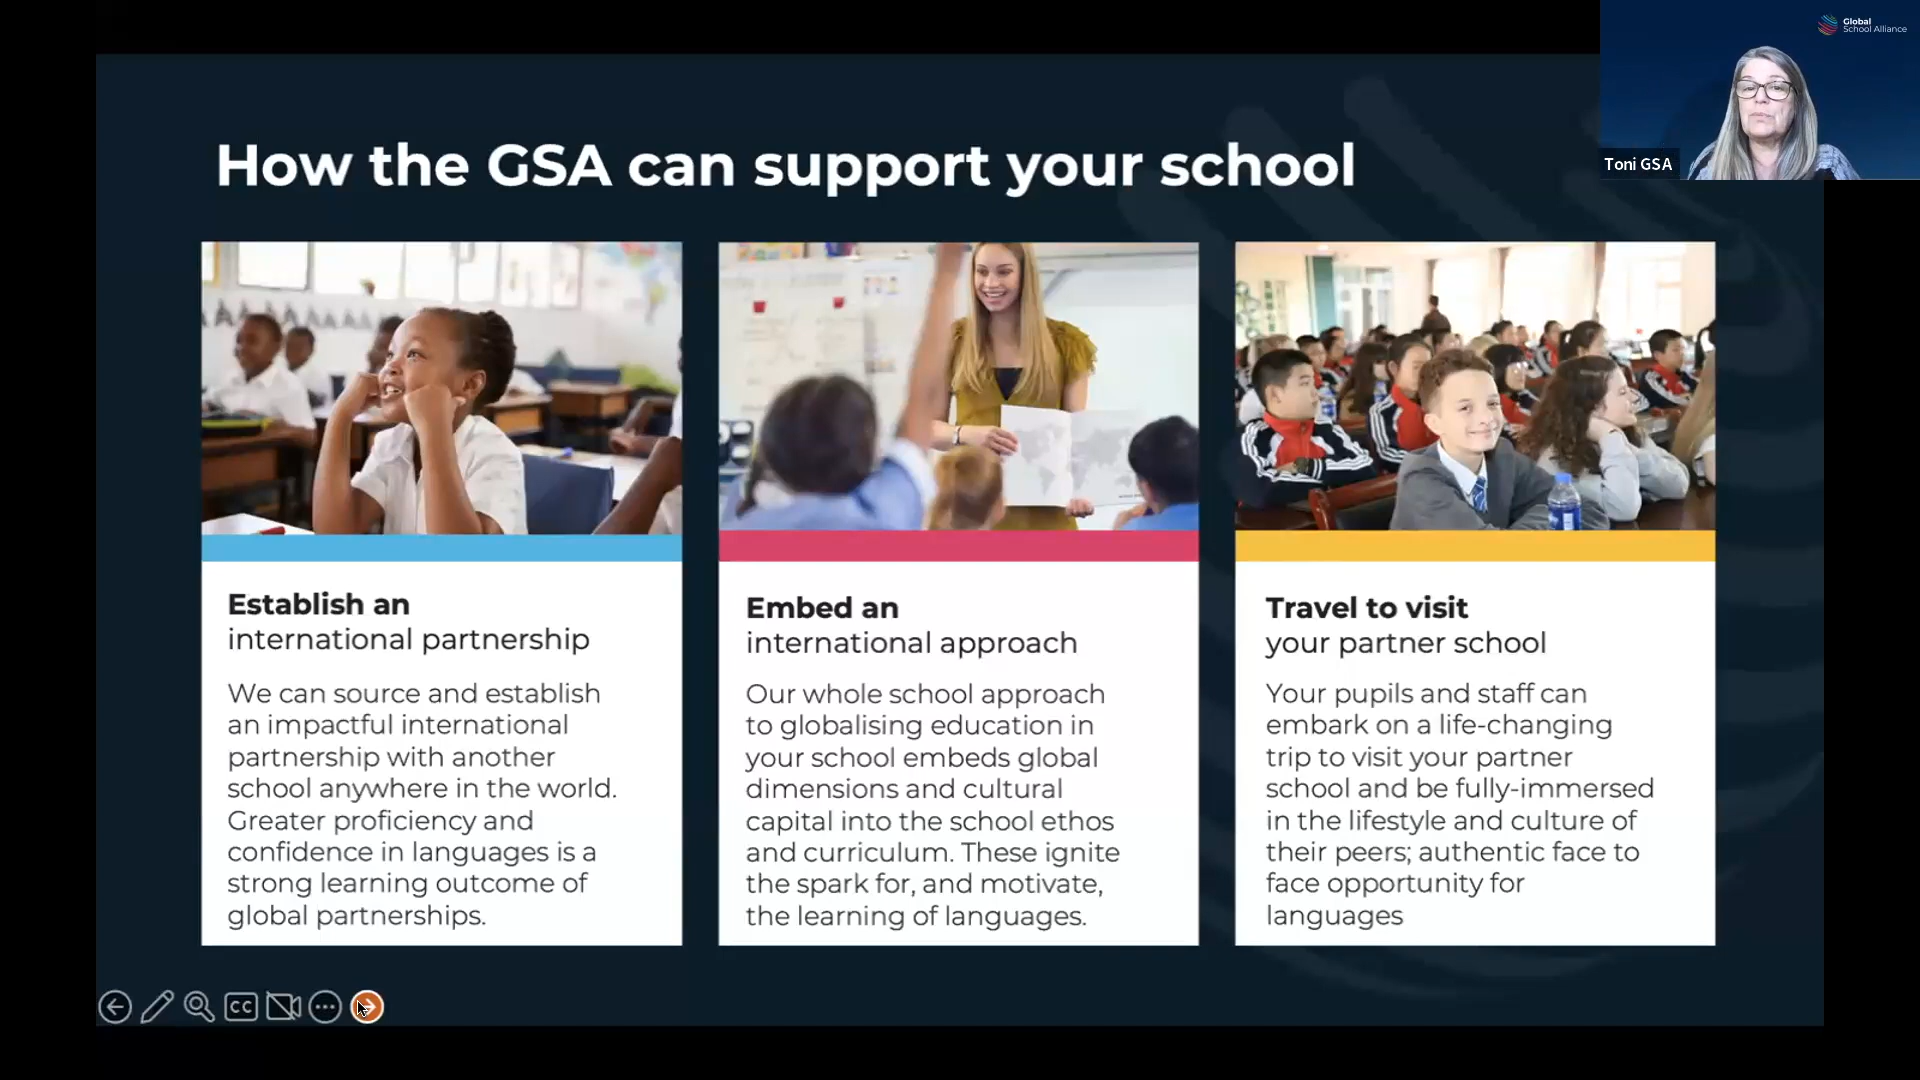 Global
School Alliance
Toni GSA
How the GSA can support your school
Establish an
international partnership
We can source and establish
an impactful international
partnership with another
school anywhere in the world.
Greater proficiency and
confidence in languages is a
strong learning outcome of
global partnerships.
Embed an
international approach
Our whole school approach
to globalising education in
your school embeds global
dimensions and cultural
capital into the school ethos
and curriculum. These ignite
the spark for, and motivate,
the learning of languages.
Travel to visit
your partner school
Your pupils and staff can
embark on a life-changing
trip to visit your partner
school and be fully-immersed
in the lifestyle and culture of
their peers; authentic face to
face opportunity for
languages
CC